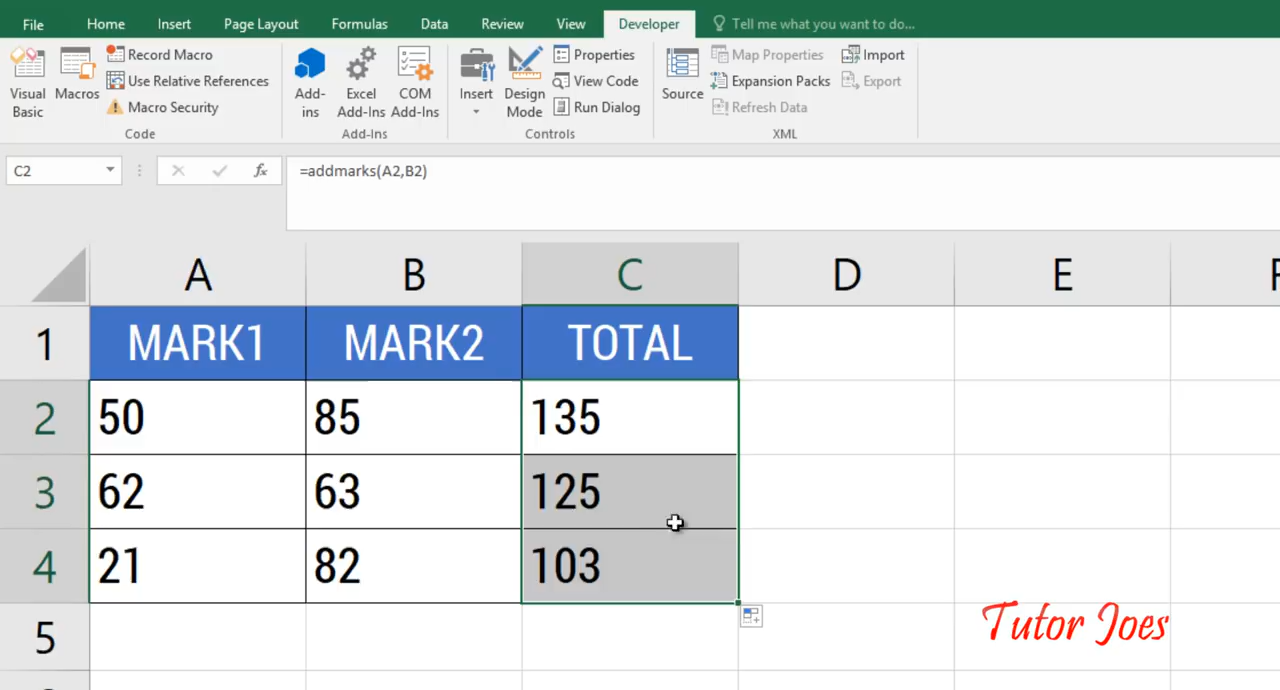 File Home Insert Page Layout Formulas Data Review View Developer Tell me what you want to do...
Visual Basic
Macros
Record Macro
Use Relative References
Macro Security
Code
Add-ins
Excel Add-Ins
COM Add-Ins
Add-Ins
Insert
Design Mode
Properties
View Code
Run Dialog
Controls
Source
Map Properties
Expansion Packs
Refresh Data
Import
Export
XML
C2 fx =addmarks(A2,B2)
A B C D E F
1 MARK1 MARK2 TOTAL
2 50 85 135
3 62 63 125
4 21 82 103
5
Tutor Joes